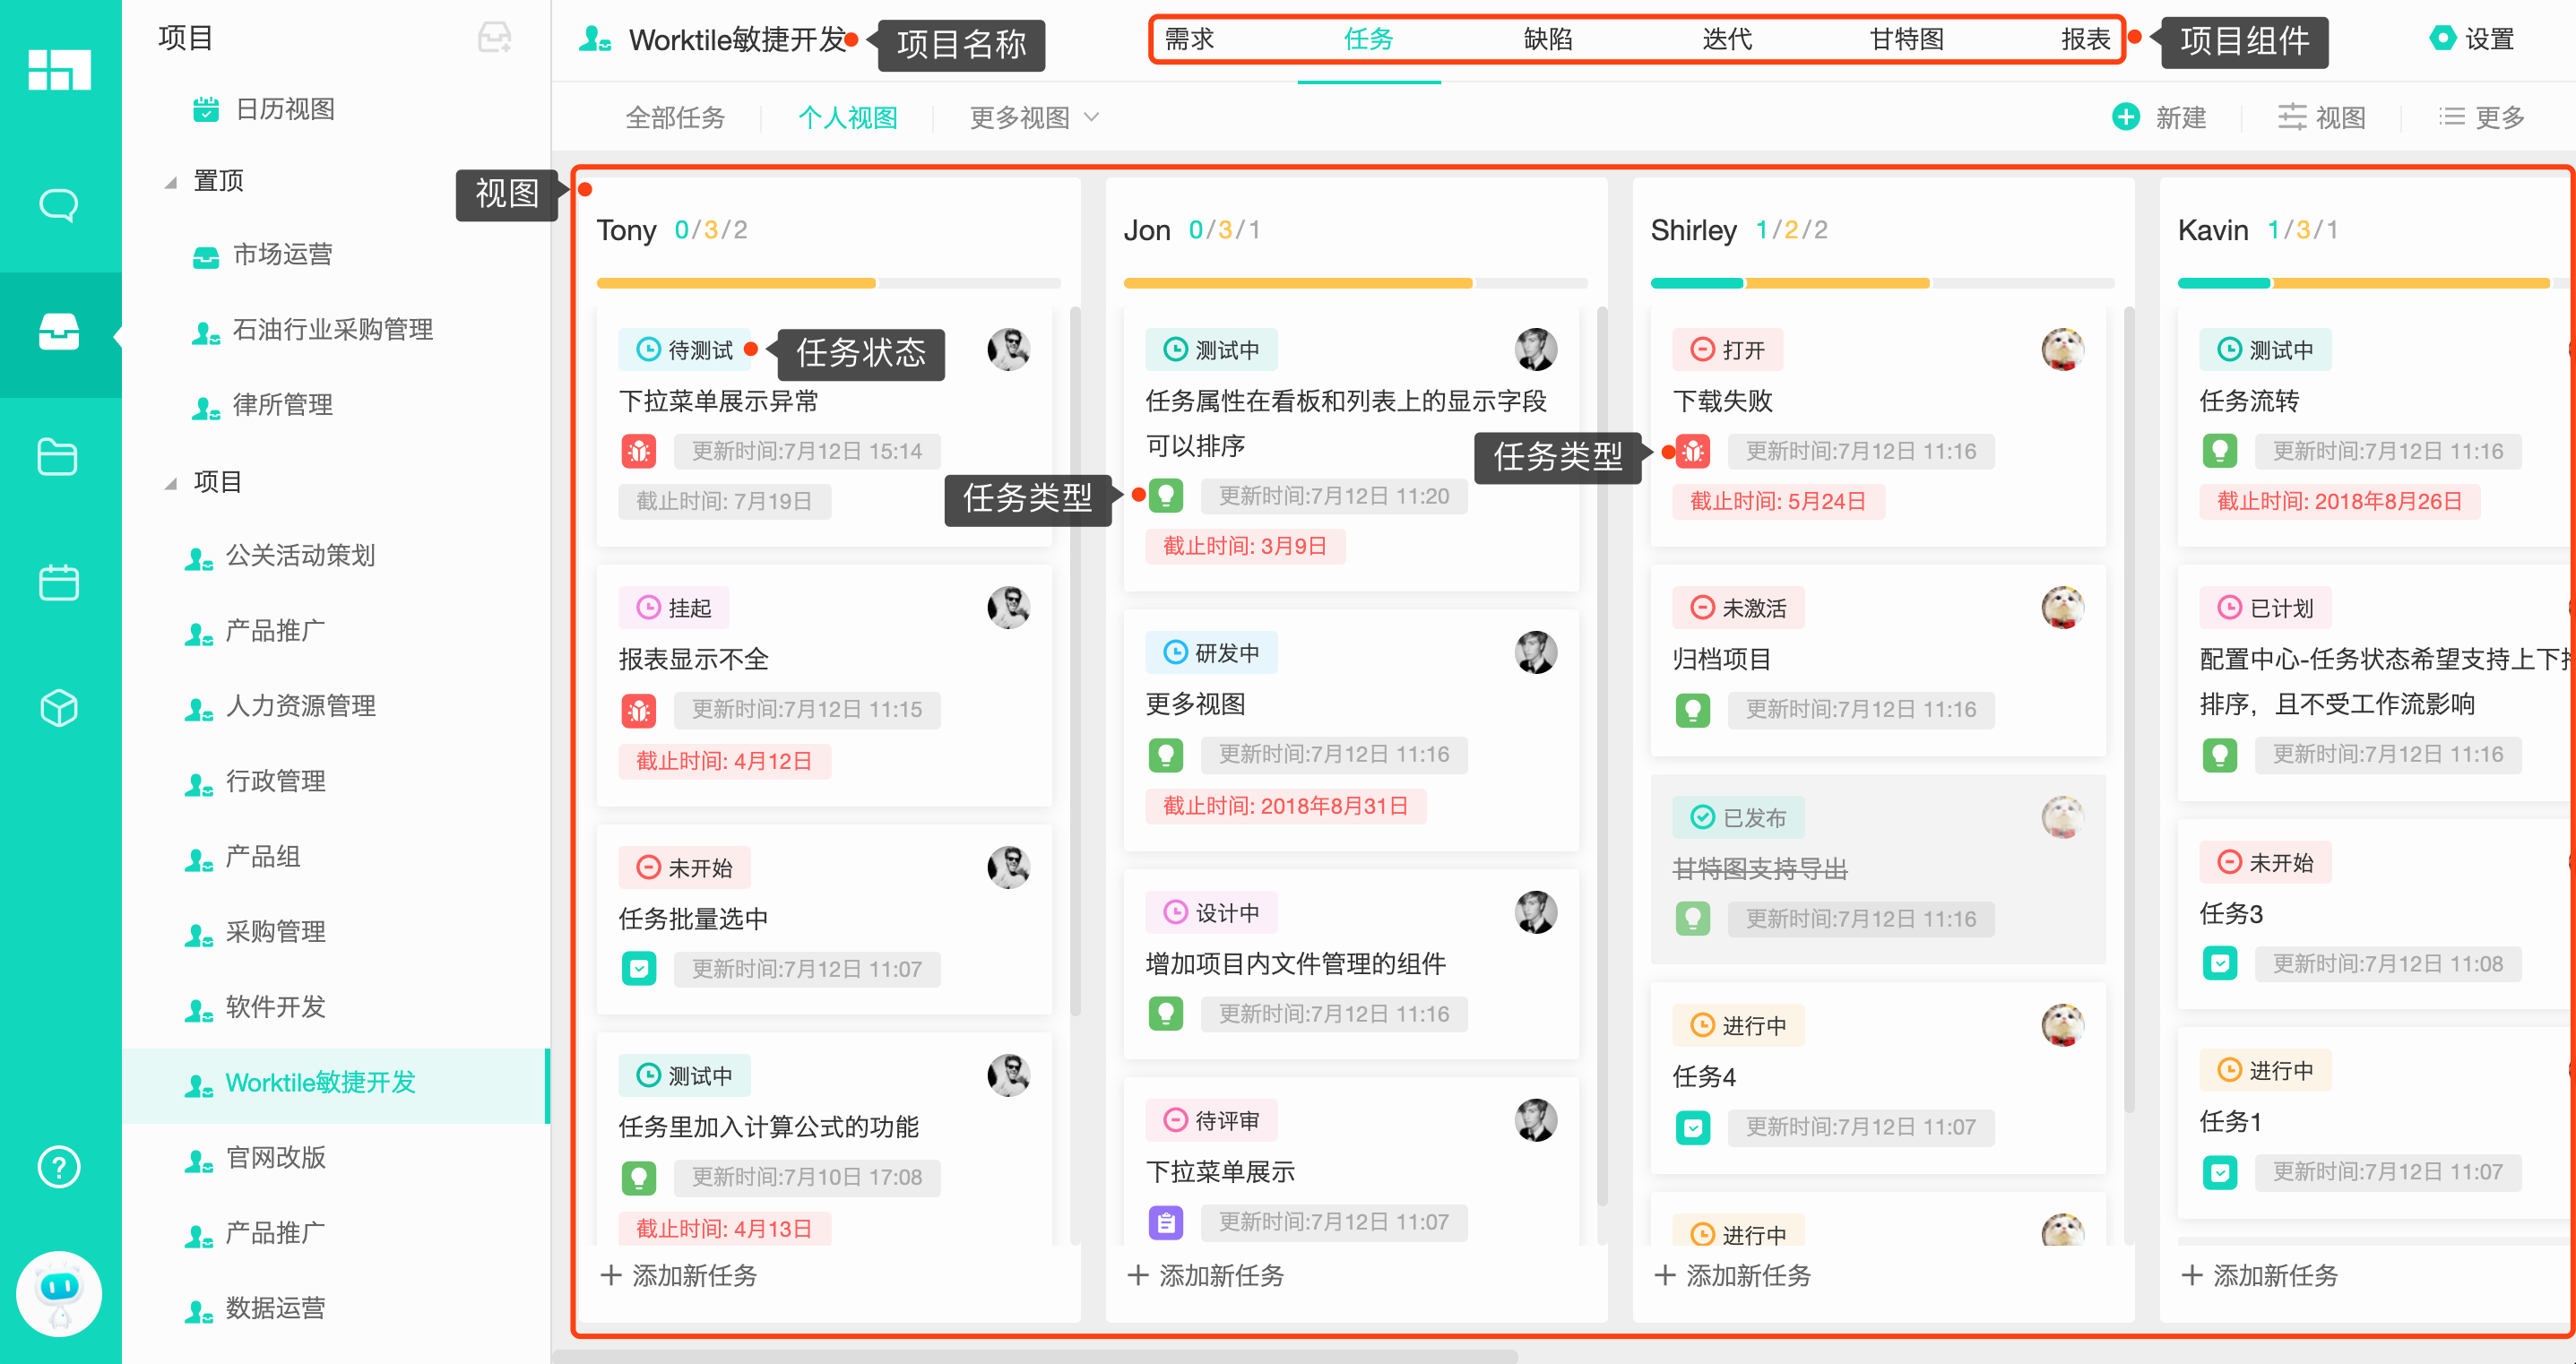 项目
日历视图
置顶
市场运营
石油行业采购管理
律所管理
项目
公关活动策划
产品推广
人力资源管理
行政管理
产品组
采购管理
软件开发
Worktile敏捷开发
官网改版
产品推广
数据运营
?
Worktile敏捷开发
项目名称
需求
任务
缺陷
迭代
甘特图
报表
项目组件
设置
全部任务
个人视图
更多视图
新建
视图
更多
视图
Tony 0/3/2
待测试
任务状态
下拉菜单展示异常
更新时间:7月12日 15:14
截止时间: 7月19日
挂起
报表显示不全
更新时间:7月12日 11:15
截止时间: 4月12日
未开始
任务批量选中
更新时间:7月12日 11:07
测试中
任务里加入计算公式的功能
更新时间:7月10日 17:08
截止时间: 4月13日
添加新任务
Jon 0/3/1
测试中
任务属性在看板和列表上的显示字段
可以排序
任务类型
更新时间:7月12日 11:20
截止时间: 3月9日
研发中
更多视图
更新时间:7月12日 11:16
截止时间: 2018年8月31日
设计中
增加项目内文件管理的组件
更新时间:7月12日 11:16
待评审
下拉菜单展示
更新时间:7月12日 11:07
添加新任务
Shirley 1/2/2
打开
下载失败
任务类型
更新时间:7月12日 11:16
截止时间: 5月24日
未激活
归档项目
更新时间:7月12日 11:16
已发布
甘特图支持导出
更新时间:7月12日 11:16
进行中
任务4
更新时间:7月12日 11:07
进行中
添加新任务
Kavin 1/3/1
测试中
任务流转
更新时间:7月12日 11:16
截止时间: 2018年8月26日
已计划
配置中心-任务状态希望支持上下
排序，且不受工作流影响
更新时间:7月12日 11:16
未开始
任务3
更新时间:7月12日 11:08
进行中
任务1
更新时间:7月12日 11:07
添加新任务